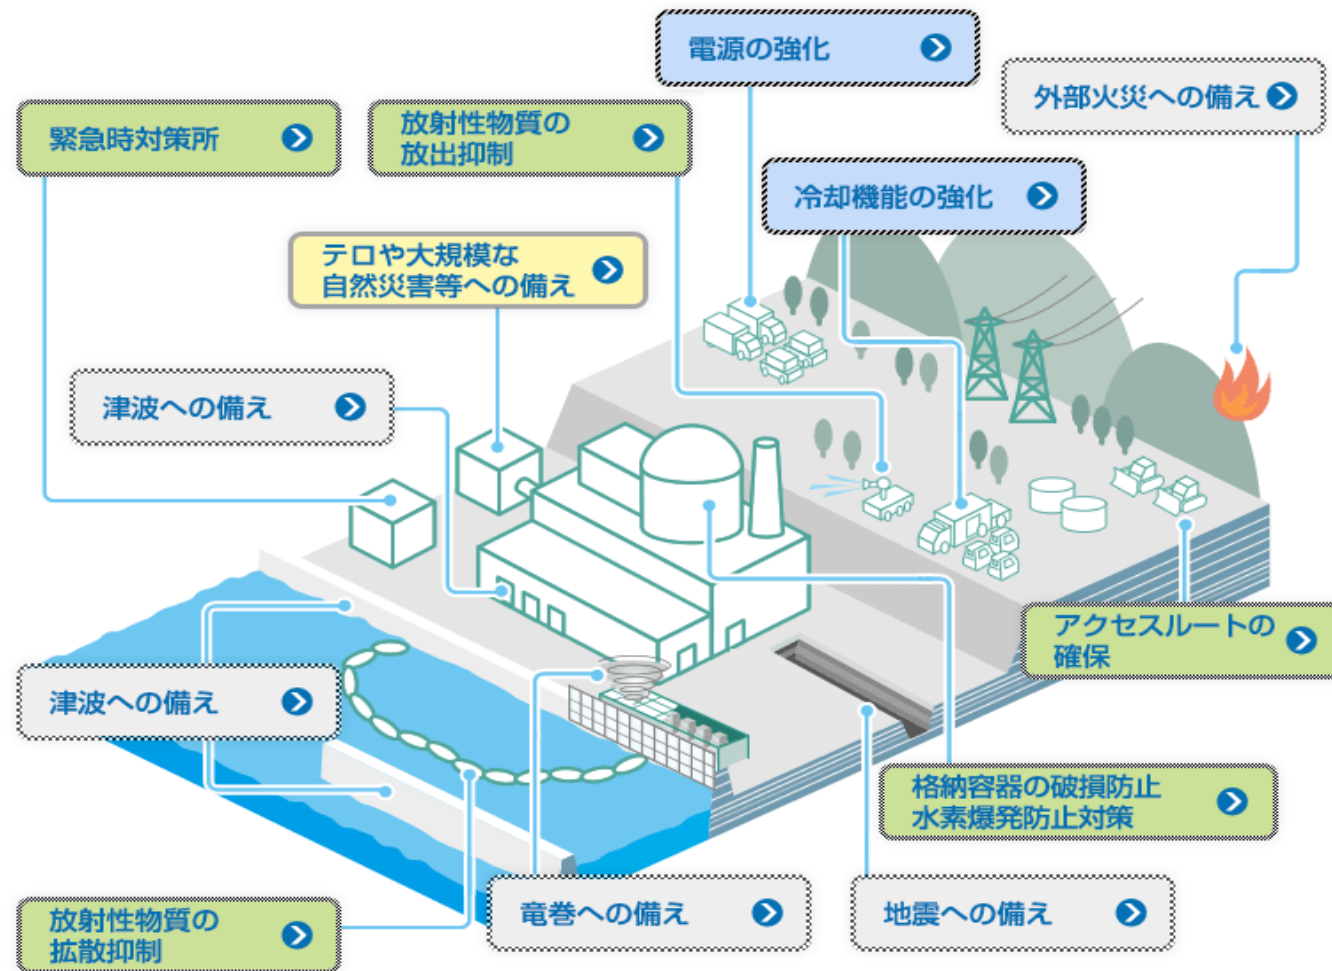 電源の強化
外部火災への備え
緊急時対策所
放射性物質の
放出抑制
冷却機能の強化
テロや大規模な
自然災害等への備え
津波への備え
アクセスルートの
確保
津波への備え
格納容器の破損防止
水素爆発防止対策
竜巻への備え
地震への備え
放射性物質の
拡散抑制